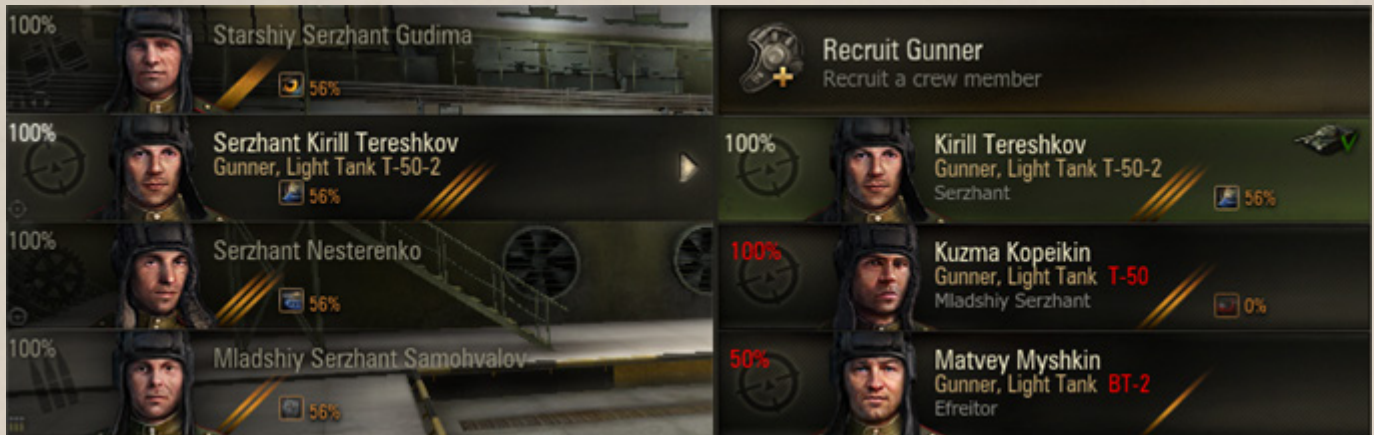 100%
Starshiy Serzhant Gudima
56%
100%
Serzhant Kirill Tereshkov
Gunner, Light Tank T-50-2
56%
100%
Serzhant Nesterenko
56%
100%
Mladshiy Serzhant Samohvalov
56%
Recruit Gunner
Recruit a crew member
100%
Kirill Tereshkov
Gunner, Light Tank T-50-2
Serzhant
56%
100%
Kuzma Kopeikin
Gunner, Light Tank T-50
Mladshiy Serzhant
0%
50%
Matvey Myshkin
Gunner, Light Tank BT-2
Efreitor